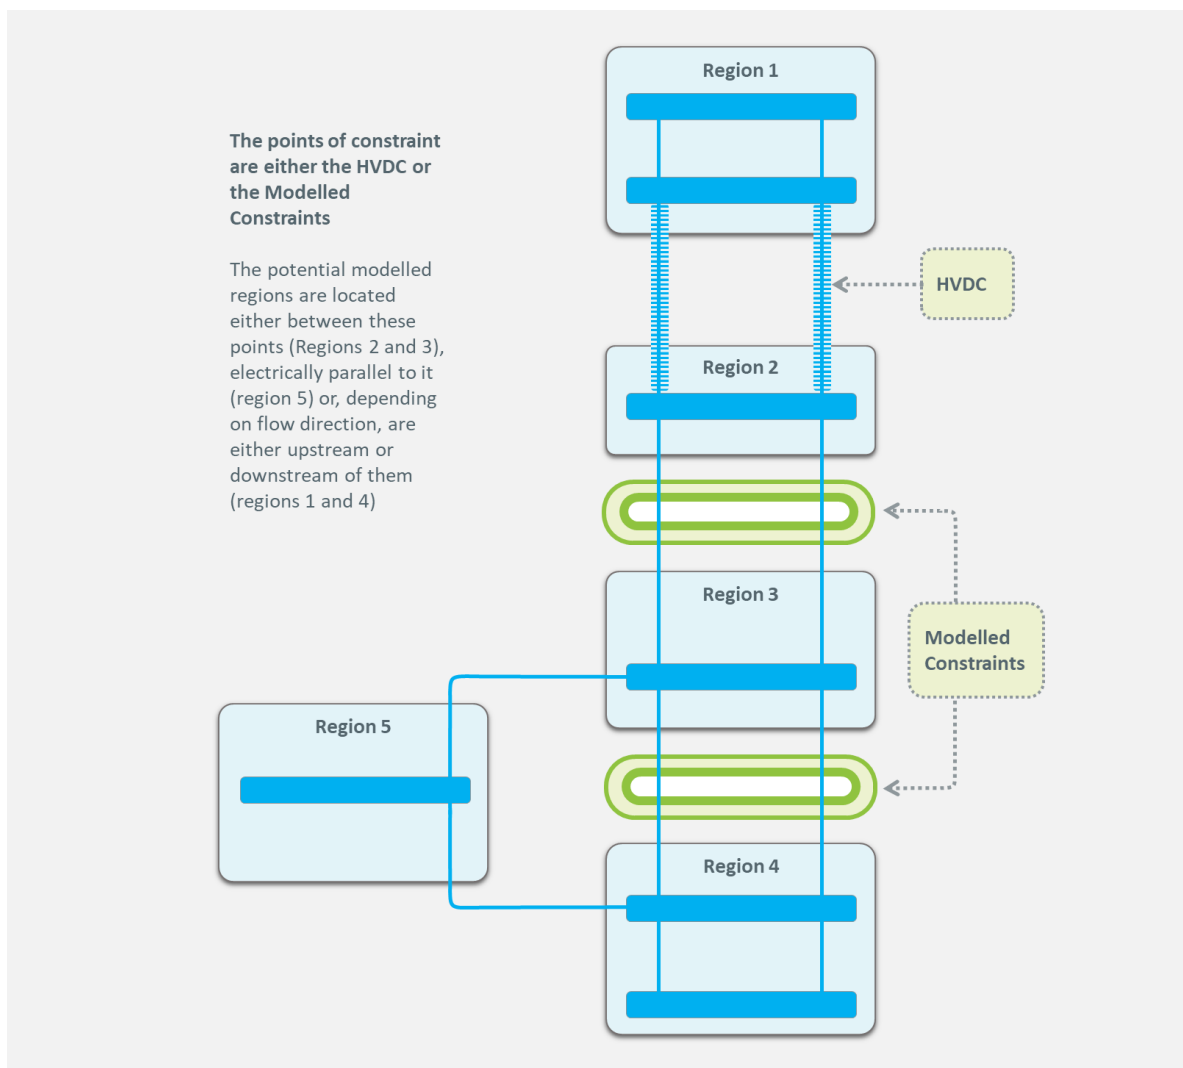 Region 1
The points of constraint
are either the HVDC or
the Modelled
Constraints
The potential modelled
regions are located
either between these
points (Regions 2 and 3),
electrically parallel to it
(region 5) or, depending
on flow direction, are
either upstream or
downstream of them
(regions 1 and 4)
HVDC
Region 2
Region 3
Modelled
Constraints
Region 5
Region 4